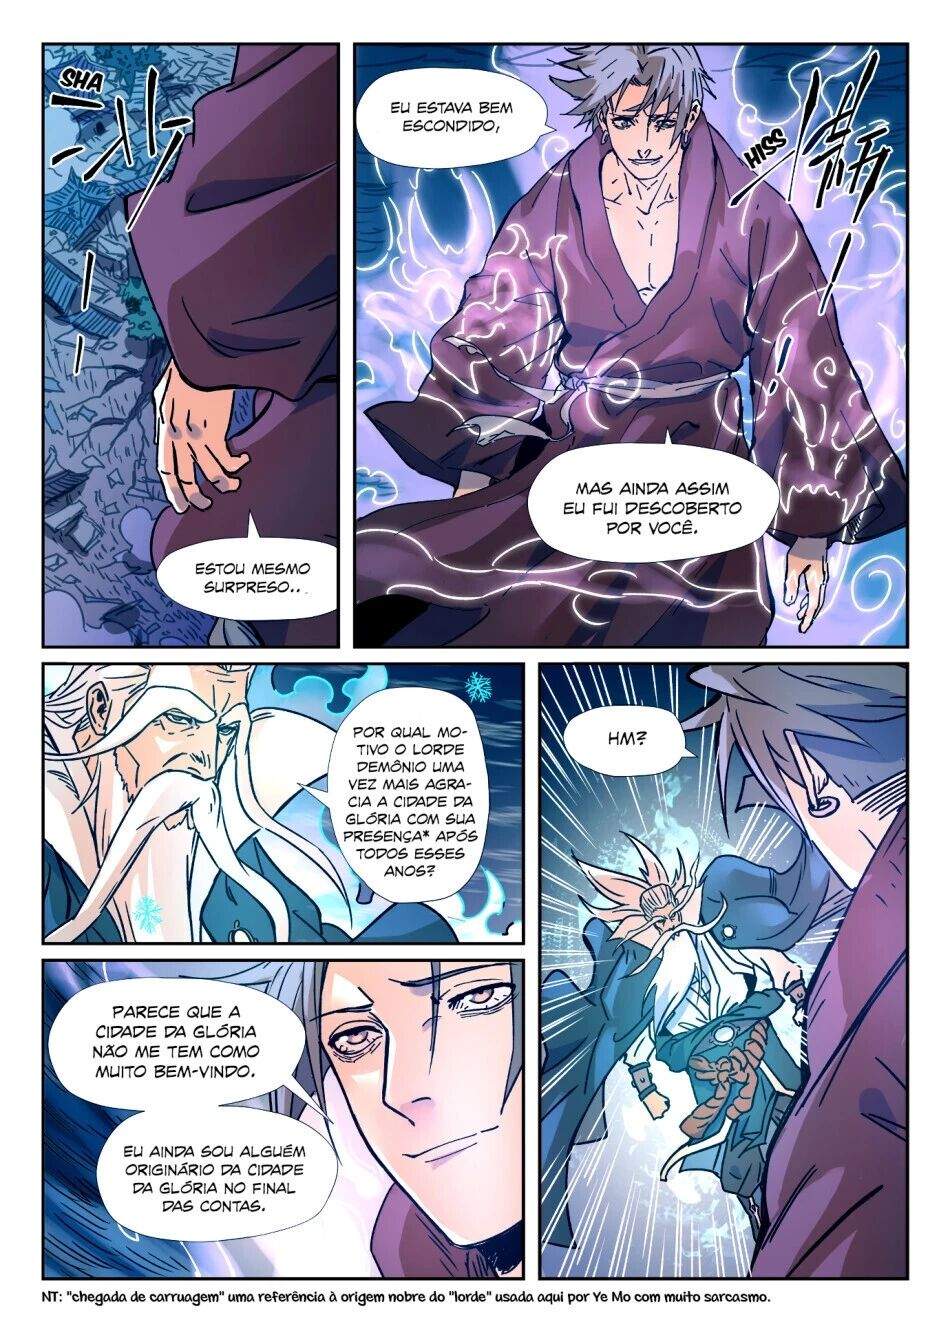 SHA
ESTOU MESMO
SURPRESO..
EU ESTAVA BEM
ESCONDIDO,
HISS
MAS AINDA ASSIM
EU FUI DESCOBERTO
POR VOCÊ.
POR QUAL MO-
TIVO O LORDE
DEMÔNIO UMA
VEZ MAIS AGRA-
CIA A CIDADE DA
GLÓRIA COM SUA
PRESENÇA* APÓS
TODOS ESSES
ANOS?
HM?
PARECE QUE A
CIDADE DA GLÓRIA
NÃO ME TEM COMO
MUITO BEM-VINDO.
EU AINDA SOU ALGUÉM
ORIGINÁRIO DA CIDADE
DA GLÓRIA NO FINAL
DAS CONTAS.
NT: "chegada de carruagem" uma referência à origem nobre do "lorde" usada aqui por Ye Mo com muito sarcasmo.